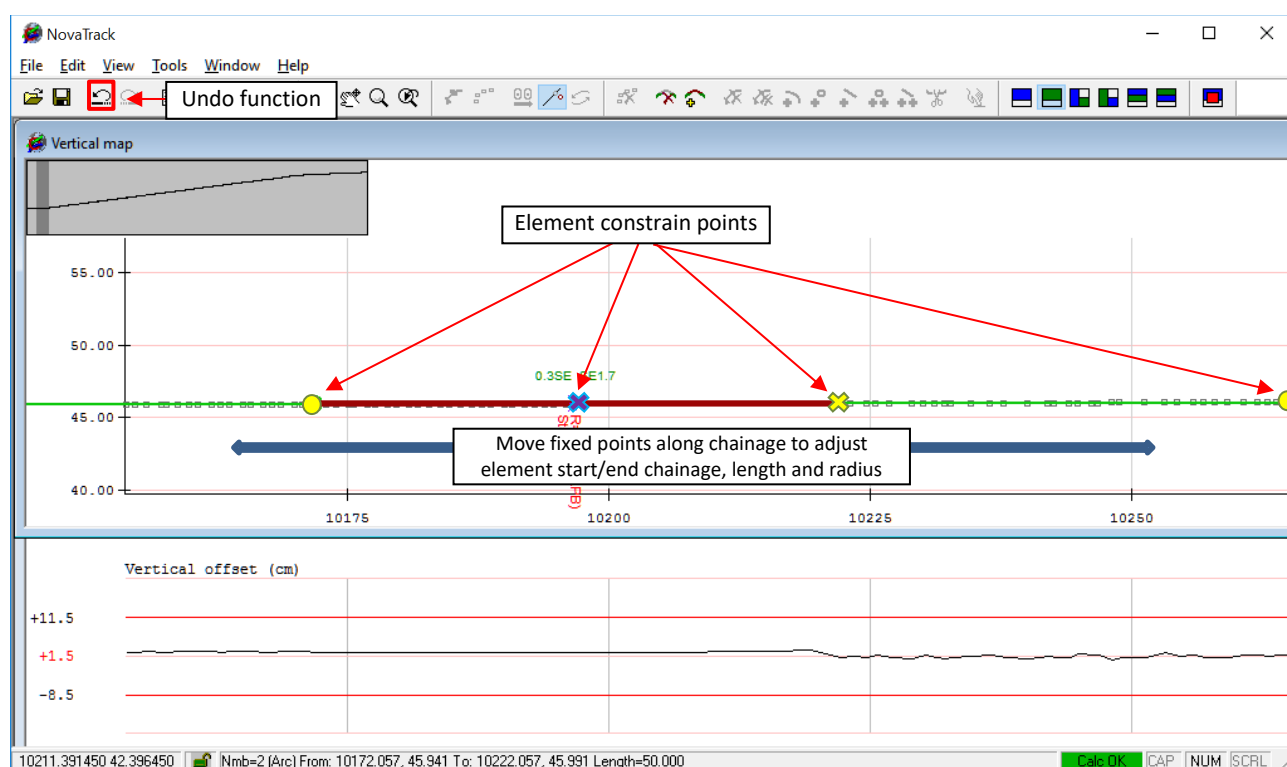 NovaTrack
File Edit View Tools Window Help
Undo function
Vertical map
Element constrain points
55.00
50.00
0.3SE
E1.7
45.00
Move fixed points along chainage to adjust
element start/end chainage, length and radius
40.00
10175 10200 10225 10250
Vertical offset (cm)
+11.5
+1.5
-8.5
10211.391450 42.396450 Nmb=2 (Arc) From: 10172.057, 45.941 To: 10222.057, 45.991 Length=50.000 Calc OK CAP NUM SCRL